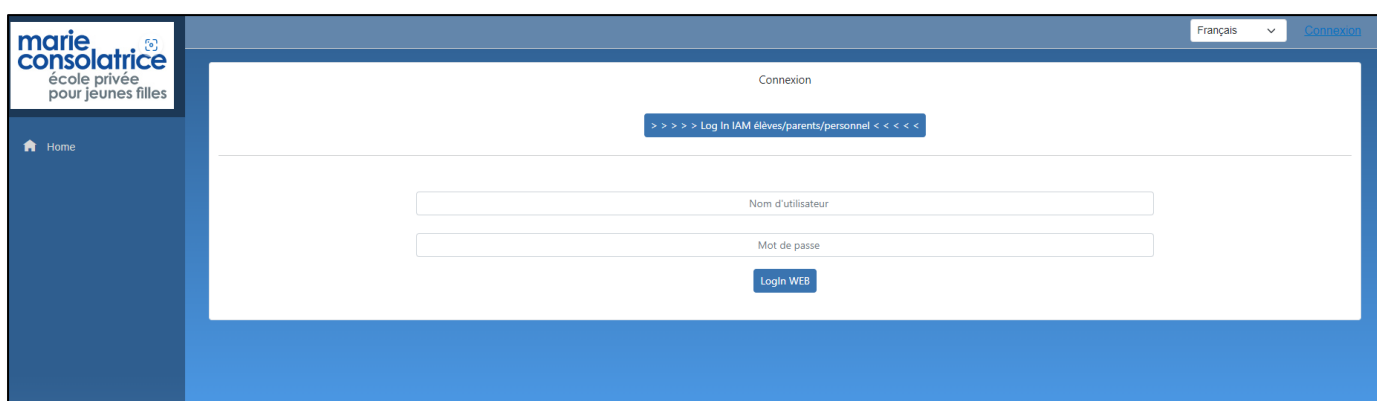 marie
consolatrice
école privée
pour jeunes filles
Français
Connexion
Home
Connexion
> > > > > Log In IAM élèves/parents/personnel < < < < <
Nom d'utilisateur
Mot de passe
LogIn WEB